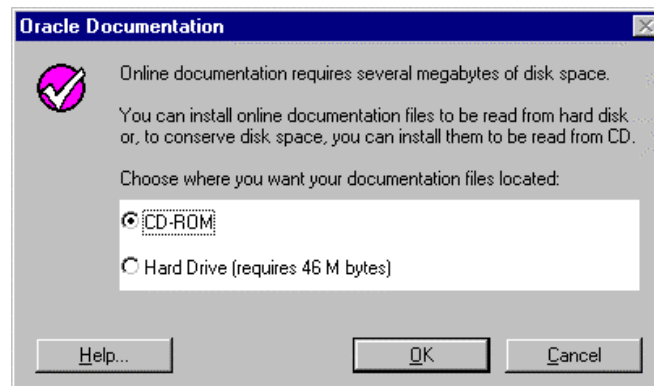 Oracle Documentation
Online documentation requires several megabytes of disk space.
You can install online documentation files to be read from hard disk
or, to conserve disk space, you can install them to be read from CD.
Choose where you want your documentation files located:
CD-ROM
Hard Drive (requires 46 M bytes)
Help... OK Cancel